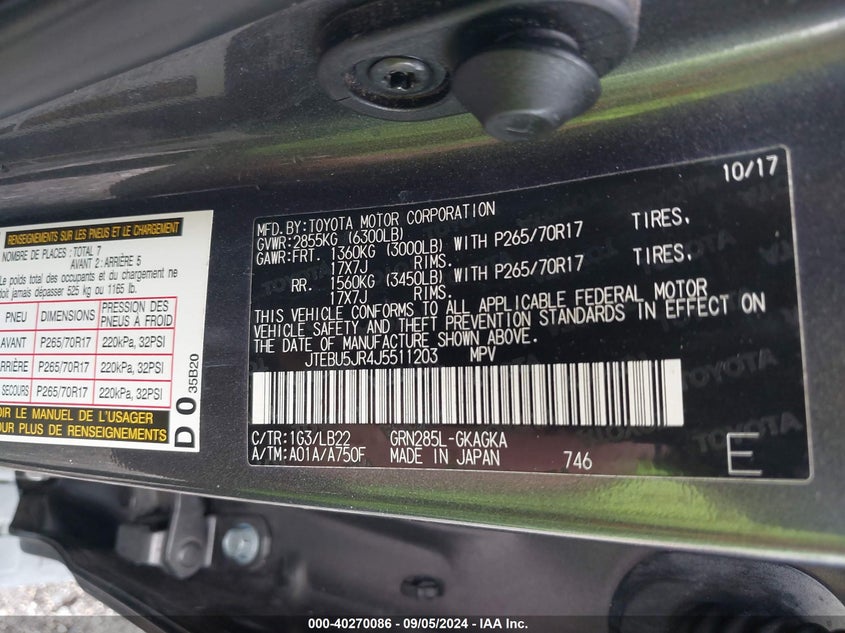 RENSEIGNEMENTS SUR LES PNEUS ET LE CHARGEMENT
NOMBRE DE PLACES: TOTAL 7
AVANT 2: ARRIÈRE 5
Le poids total des occupants et du chargement ne
doit jamais dépasser 525 kg ou 1165 lb.
PNEU DIMENSIONS PRESSION DES PNEUS À FROID
AVANT P265/70R17 220kPa, 32PSI
ARRIÈRE P265/70R17 220kPa, 32PSI
SECOURS P265/70R17 220kPa, 32PSI
OIR LE MANUEL DE L'USAGER
OUR PLUS DE RENSEIGNEMENTS
D 0 35520
10/17
MFD.BY:TOYOTA MOTOR CORPORATION
GVWR:2855KG (6300LB)
GAWR:FRT. 1360KG (3000LB) WITH P265/70R17 TIRES,
17X7J RIMS.
RR. 1560KG (3450LB) WITH P265/70R17 TIRES,
17X7J RIMS.
THIS VEHICLE CONFORMS TO ALL APPLICABLE FEDERAL MOTOR
VEHICLE SAFETY AND THEFT PREVENTION STANDARDS IN EFFECT ON
THE DATE OF MANUFACTURE SHOWN ABOVE.
JTEBU5JR4J5511203 MPV
C/TR:1G3/LB22 GRN285L-GKAGKA
A/TM:A01A/A750F MADE IN JAPAN 746
E
000-40270086 - 09/05/2024 - IAA Inc.